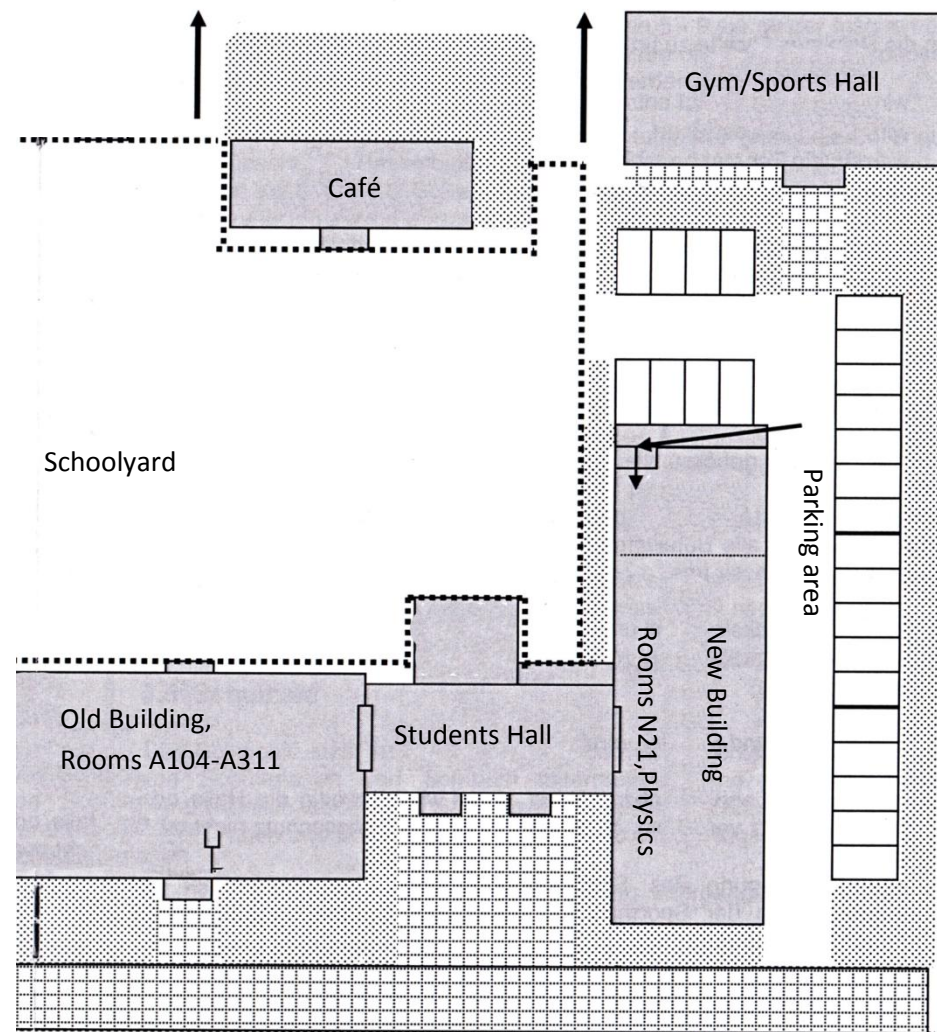 Gym/Sports Hall
Café
Schoolyard
Parking area
New Building
Rooms N21,Physics
Old Building,
Rooms A104-A311
Students Hall